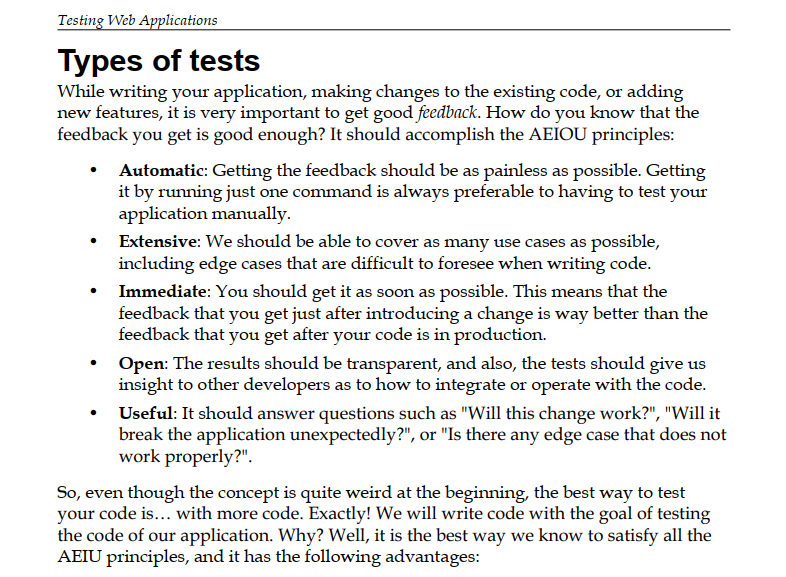 Testing Web Applications
Types of tests
While writing your application, making changes to the existing code, or adding
new features, it is very important to get good feedback. How do you know that the
feedback you get is good enough? It should accomplish the AEIOU principles:
• Automatic: Getting the feedback should be as painless as possible. Getting
it by running just one command is always preferable to having to test your
application manually.
• Extensive: We should be able to cover as many use cases as possible,
including edge cases that are difficult to foresee when writing code.
• Immediate: You should get it as soon as possible. This means that the
feedback that you get just after introducing a change is way better than the
feedback that you get after your code is in production.
• Open: The results should be transparent, and also, the tests should give us
insight to other developers as to how to integrate or operate with the code.
• Useful: It should answer questions such as "Will this change work?", "Will it
break the application unexpectedly?", or "Is there any edge case that does not
work properly?".
So, even though the concept is quite weird at the beginning, the best way to test
your code is… with more code. Exactly! We will write code with the goal of testing
the code of our application. Why? Well, it is the best way we know to satisfy all the
AEIU principles, and it has the following advantages: